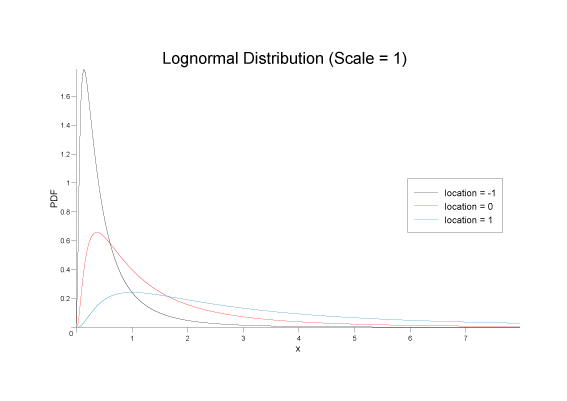 Lognormal Distribution (Scale = 1)
1.6
1.4
1.2
1
0.8
0.6
0.4
0.2
0
PDF
location = -1
location = 0
location = 1
1 2 3 4 5 6 7
x